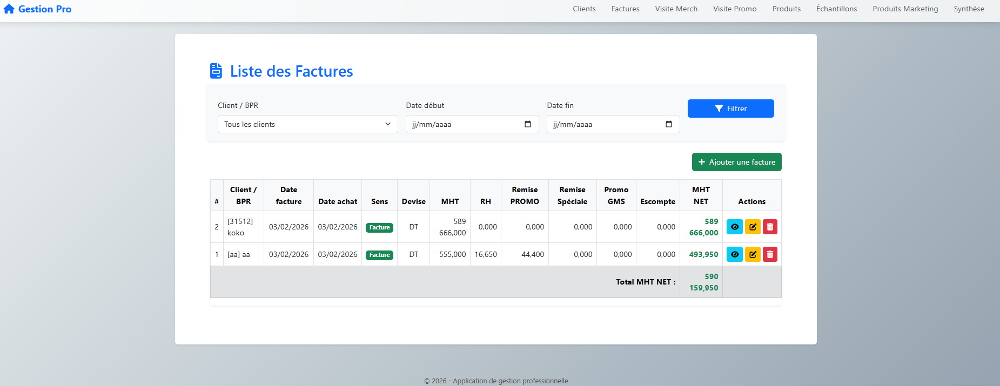 Gestion Pro
Clients Factures Visite Merch Visite Promo Produits Échantillons Produits Marketing Synthèse
Liste des Factures
Client / BPR Date début Date fin
Tous les clients jj/mm/aaaa jj/mm/aaaa Filtrer
Ajouter une facture
# Client / BPR Date facture Date achat Sens Devise MHT RH Remise PROMO Remise Spéciale Promo GMS Escompte MHT NET Actions
2 [31512] koko 03/02/2026 03/02/2026 Facture DT 589 666,000 0,000 0,000 0,000 0,000 0,000 589 666,000
1 [aa] aa 03/02/2026 03/02/2026 Facture DT 555,000 16,650 44,400 0,000 0,000 0,000 493,950
Total MHT NET : 590 159,950
© 2026 - Application de gestion professionnelle